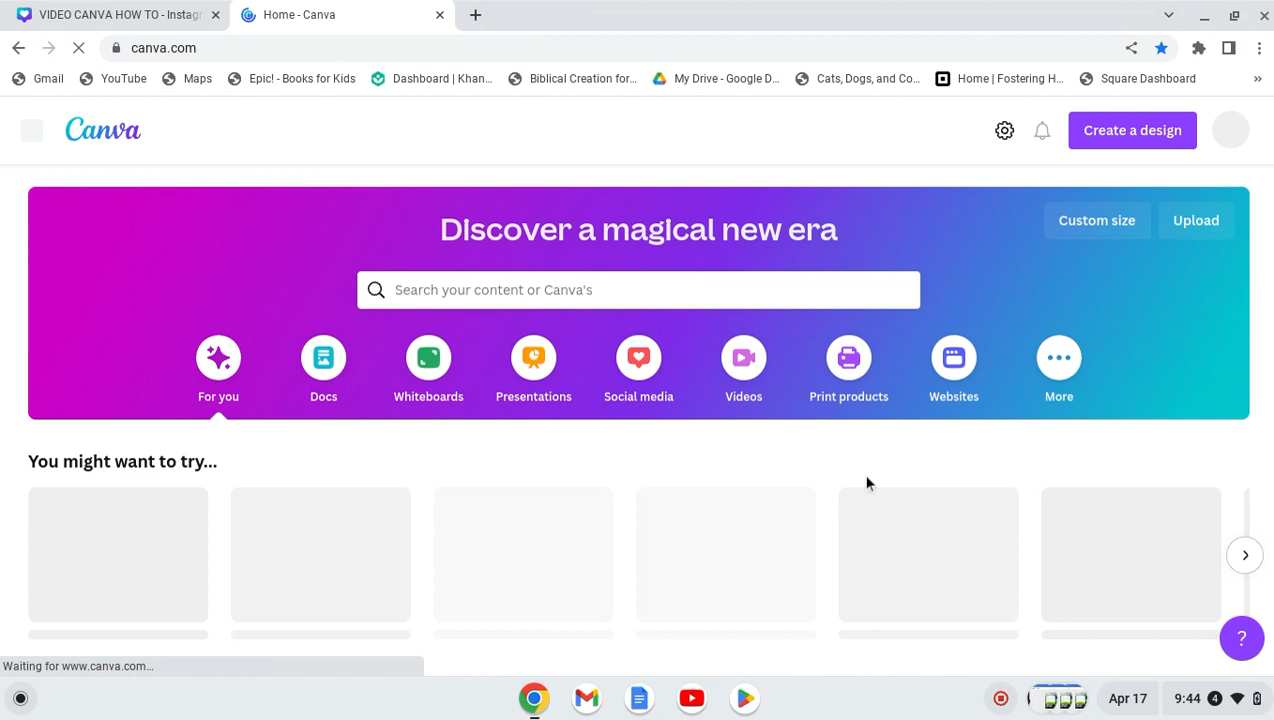 VIDEO CANVA HOW TO - Instagr
Home - Canva
canva.com
Gmail
YouTube
Maps
Epic! - Books for Kids
Dashboard | Khan...
Biblical Creation for...
My Drive - Google D...
Cats, Dogs, and Co...
Home | Fostering H...
Square Dashboard
»
Canva
Create a design
Discover a magical new era
Custom size
Upload
Search your content or Canva's
For you
Docs
Whiteboards
Presentations
Social media
Videos
Print products
Websites
More
You might want to try...
?
Waiting for www.canva.com...
Apr 17
9:44
4